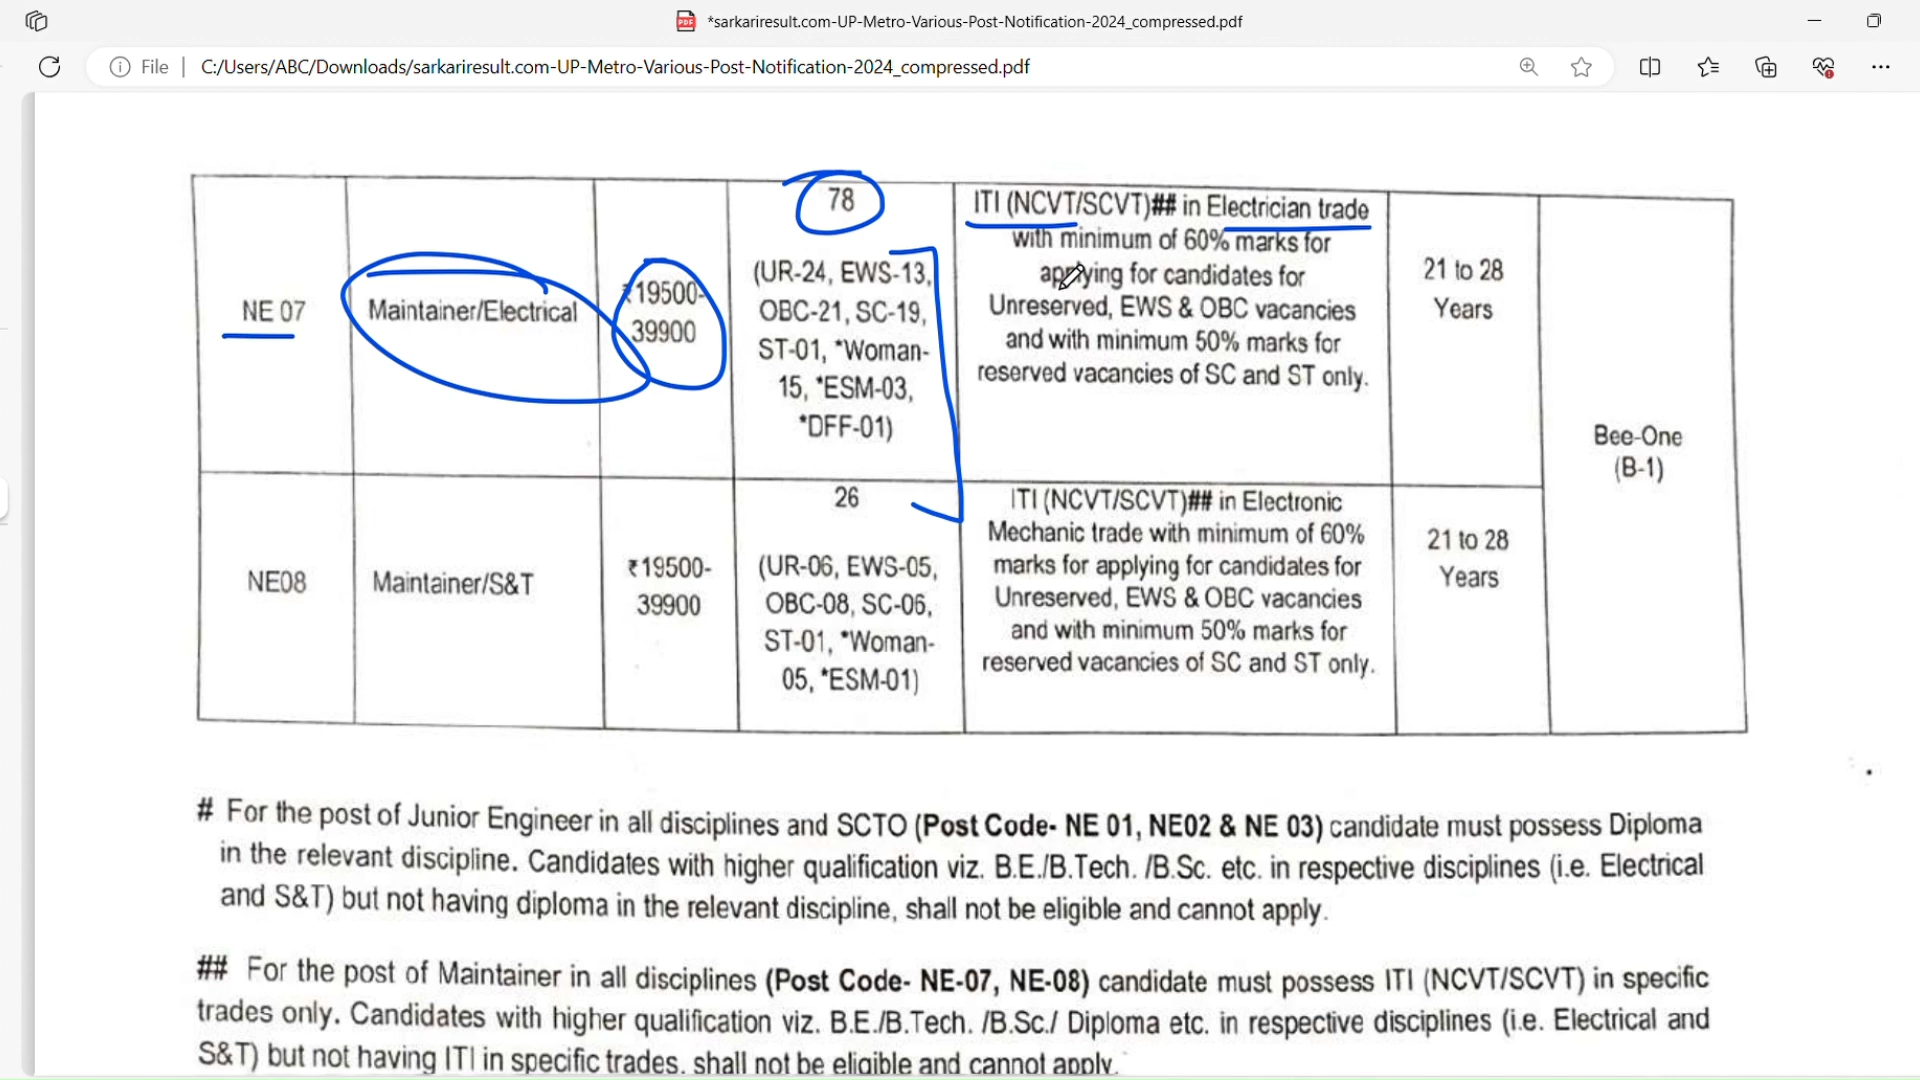 *sarkariresult.com-UP-Metro-Various-Post-Notification-2024_compressed.pdf
File | C:/Users/ABC/Downloads/sarkariresult.com-UP-Metro-Various-Post-Notification-2024_compressed.pdf
NE 07
Maintainer/Electrical
₹19500-
39900
78
(UR-24, EWS-13,
OBC-21, SC-19,
ST-01, *Woman-
15, *ESM-03,
*DFF-01)
ITI (NCVT/SCVT)## in Electrician trade
with minimum of 60% marks for
applying for candidates for
Unreserved, EWS & OBC vacancies
and with minimum 50% marks for
reserved vacancies of SC and ST only.
21 to 28
Years
Bee-One
(B-1)
NE08
Maintainer/S&T
₹19500-
39900
26
(UR-06, EWS-05,
OBC-08, SC-06,
ST-01, *Woman-
05, *ESM-01)
ITI (NCVT/SCVT)## in Electronic
Mechanic trade with minimum of 60%
marks for applying for candidates for
Unreserved, EWS & OBC vacancies
and with minimum 50% marks for
reserved vacancies of SC and ST only.
21 to 28
Years
# For the post of Junior Engineer in all disciplines and SCTO (Post Code- NE 01, NE02 & NE 03) candidate must possess Diploma
in the relevant discipline. Candidates with higher qualification viz. B.E./B.Tech. /B.Sc. etc. in respective disciplines (i.e. Electrical
and S&T) but not having diploma in the relevant discipline, shall not be eligible and cannot apply.
## For the post of Maintainer in all disciplines (Post Code- NE-07, NE-08) candidate must possess ITI (NCVT/SCVT) in specific
trades only. Candidates with higher qualification viz. B.E./B.Tech. /B.Sc./ Diploma etc. in respective disciplines (i.e. Electrical and
S&T) but not having ITI in specific trades, shall not be eligible and cannot apply.